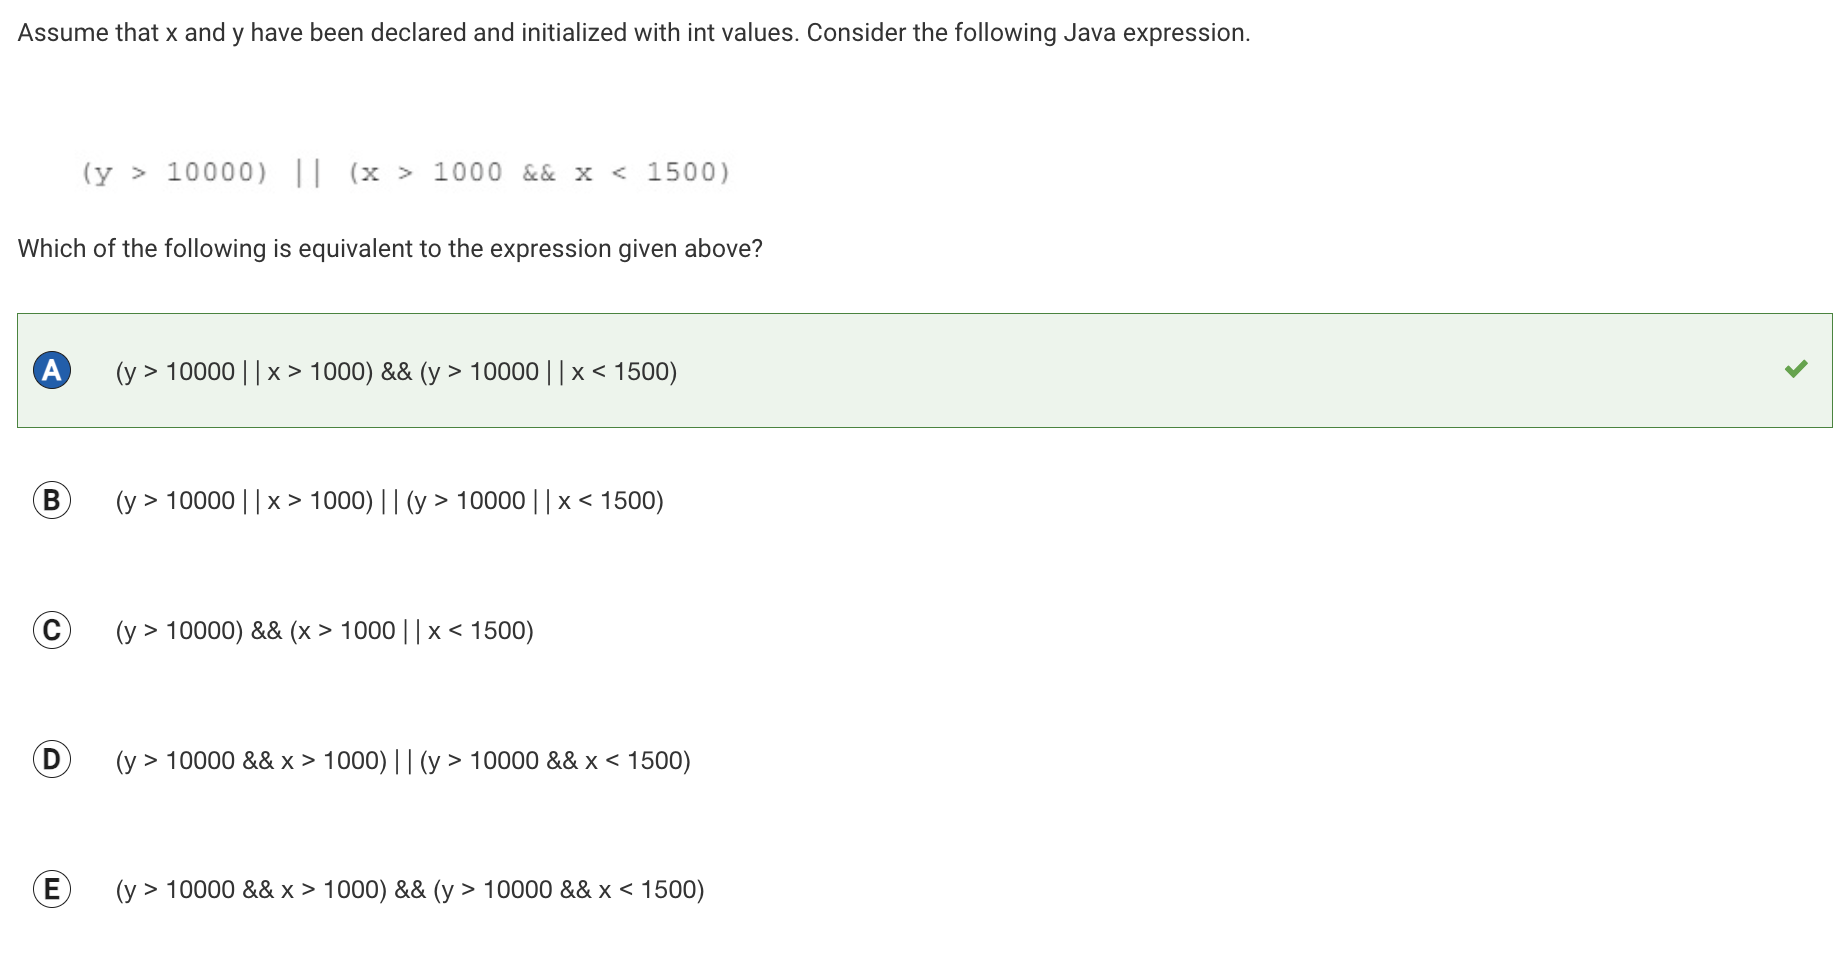 Assume that x and y have been declared and initialized with int values. Consider the following Java expression.
(y > 10000) || (x > 1000 && x < 1500)
Which of the following is equivalent to the expression given above?
A (y > 10000 || x > 1000) && (y > 10000 || x < 1500)
B (y > 10000 || x > 1000) || (y > 10000 || x < 1500)
C (y > 10000) && (x > 1000 || x < 1500)
D (y > 10000 && x > 1000) || (y > 10000 && x < 1500)
E (y > 10000 && x > 1000) && (y > 10000 && x < 1500)